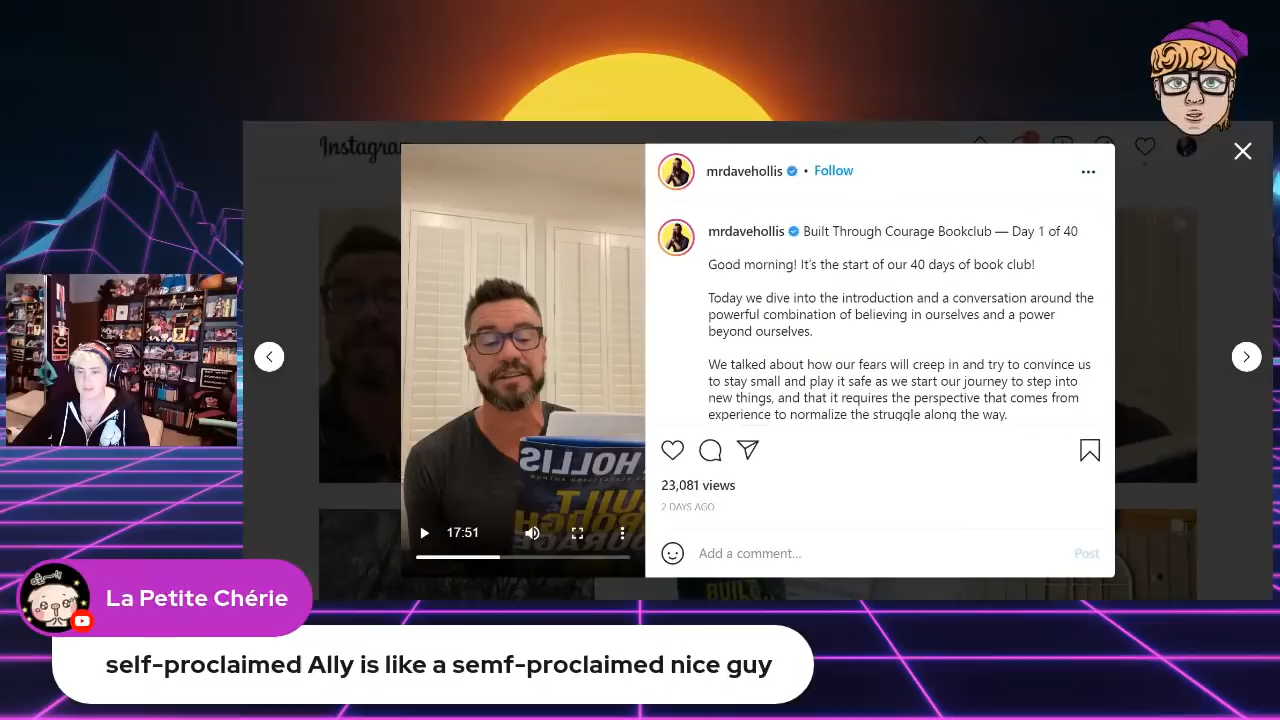 Instagram
mrdavehollis • Follow
mrdavehollis Built Through Courage Bookclub — Day 1 of 40
Good morning! It's the start of our 40 days of book club!
Today we dive into the introduction and a conversation around the
powerful combination of believing in ourselves and a power
beyond ourselves.
We talked about how our fears will creep in and try to convince us
to stay small and play it safe as we start our journey to step into
new things, and that it requires the perspective that comes from
experience to normalize the struggle along the way.
HOLLIS
BUILT
THROUGH
COURAGE
17:51
23,081 views
2 DAYS AGO
Add a comment...
Post
BUILT
La Petite Chérie
self-proclaimed Ally is like a semf-proclaimed nice guy